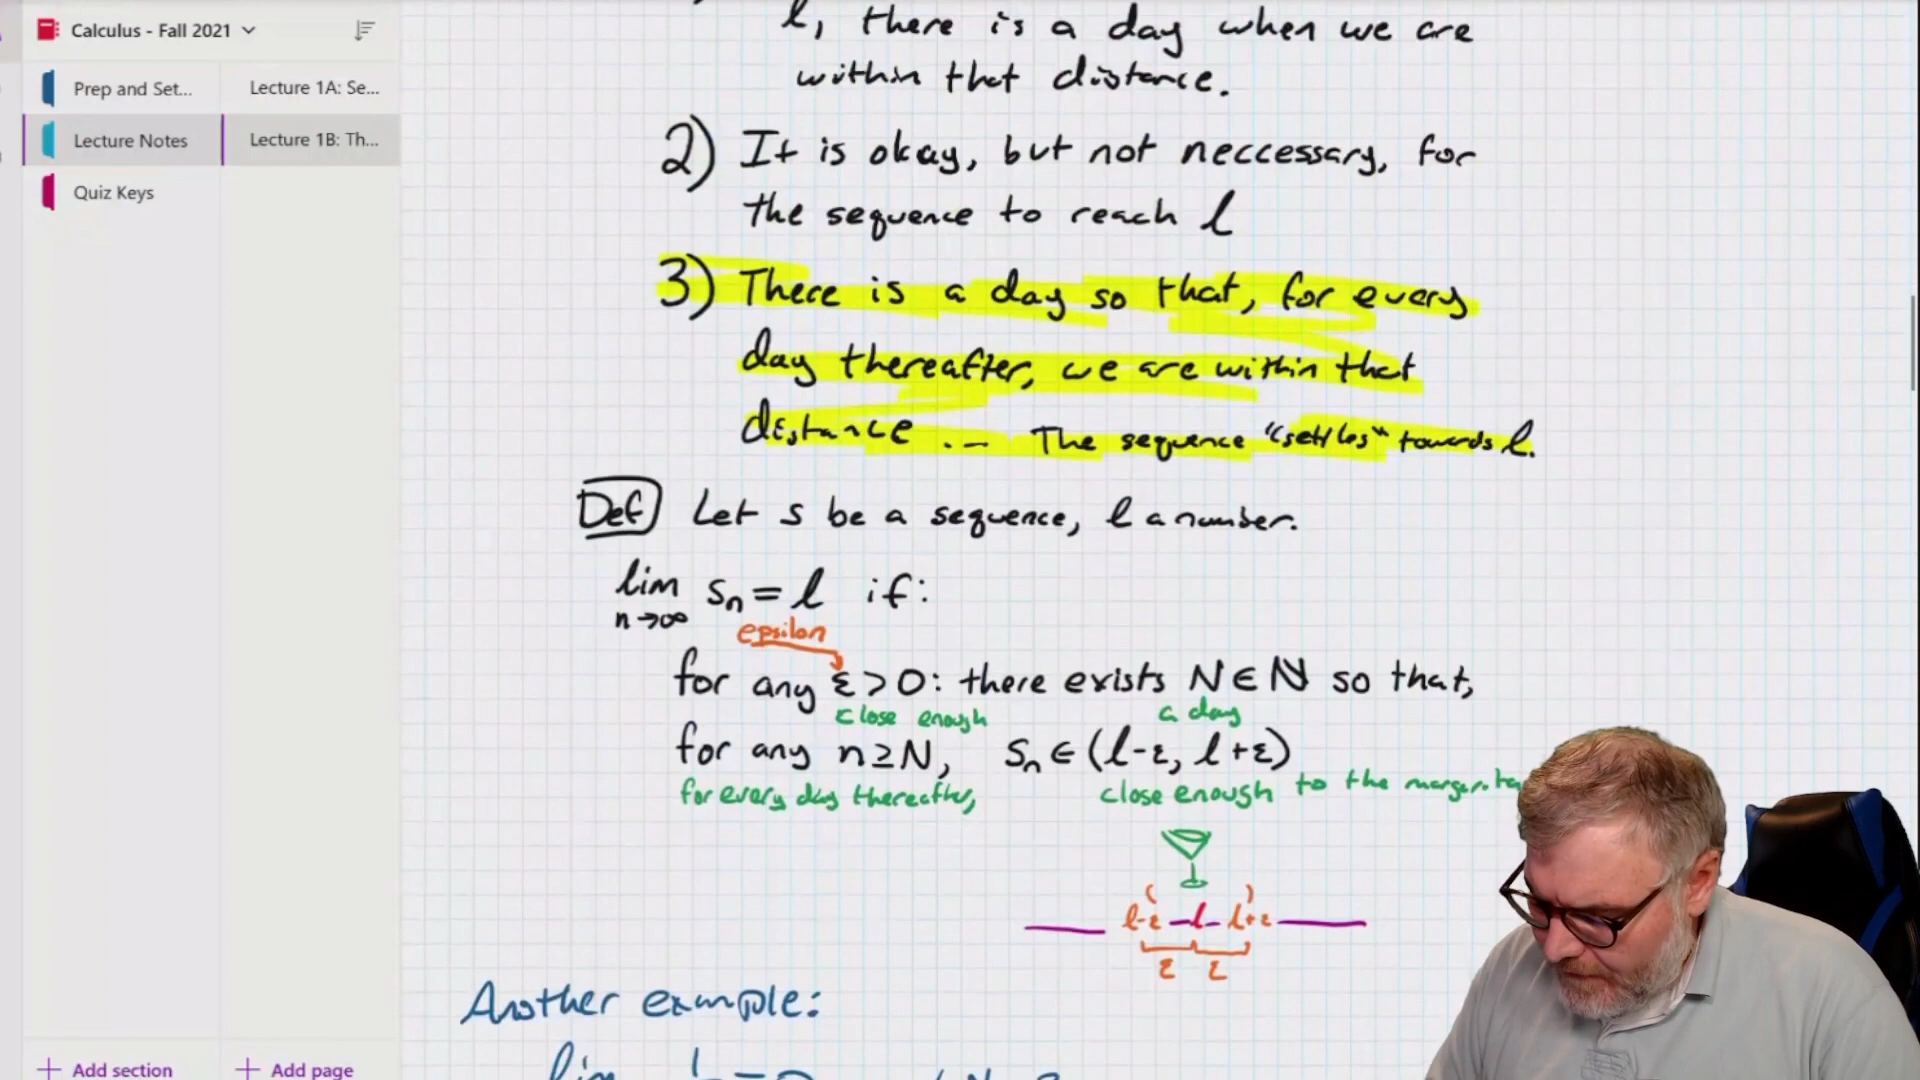 Calculus - Fall 2021
Prep and Set...
Lecture Notes
Quiz Keys
Lecture 1A: Se...
Lecture 1B: Th...
l, there is a day when we are
within that distance.
2) It is okay, but not neccessary, for
the sequence to reach l
3) There is a day so that, for every
day thereafter, we are within that
distance ... The sequence "settles" towards l.
Def Let s be a sequence, l a number.
lim sₙ = l if:
n→∞
epsilon
for any ε > 0: there exists N ∈ ℕ so that,
close enough a day
for any n ≥ N, sₙ ∈ (l-ε, l+ε)
for every day thereafter, close enough to the
( )
l-ε l l+ε
ε ε
Another example:
lim
Add section
Add page